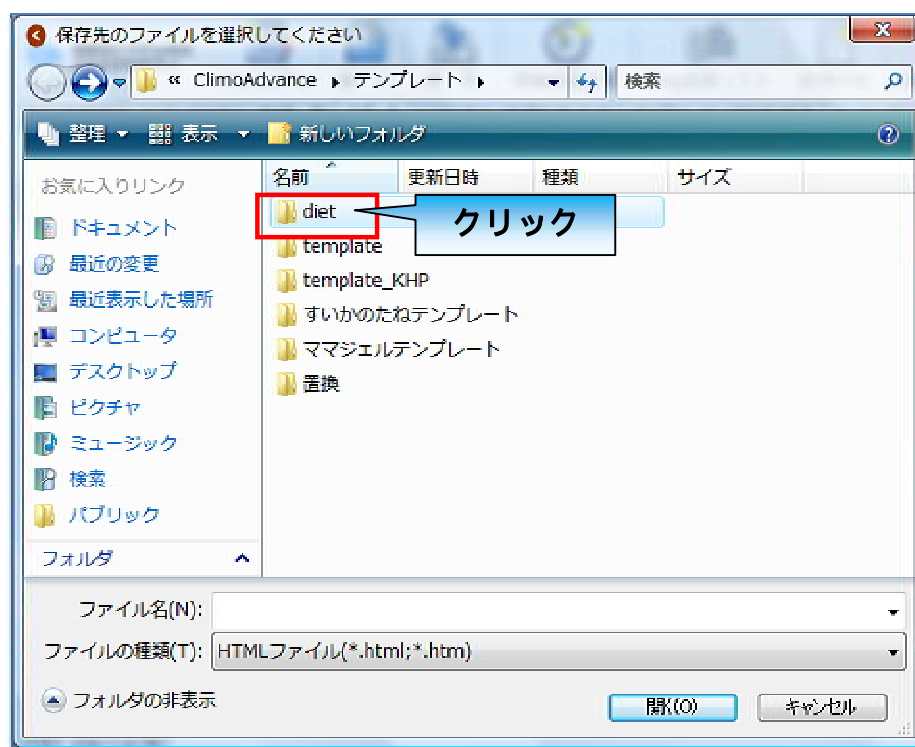 保存先のファイルを選択してください
« ClimoAdvance ▸ テンプレート ▸
検索
整理 表示 新しいフォルダ
お気に入りリンク
ドキュメント
最近の変更
最近表示した場所
コンピュータ
デスクトップ
ピクチャ
ミュージック
検索
パブリック
フォルダ
名前 更新日時 種類 サイズ
diet
クリック
template
template_KHP
すいかのたねテンプレート
ママジェルテンプレート
置換
ファイル名(N):
ファイルの種類(T): HTMLファイル(*.html;*.htm)
フォルダの非表示
開く(O) キャンセル